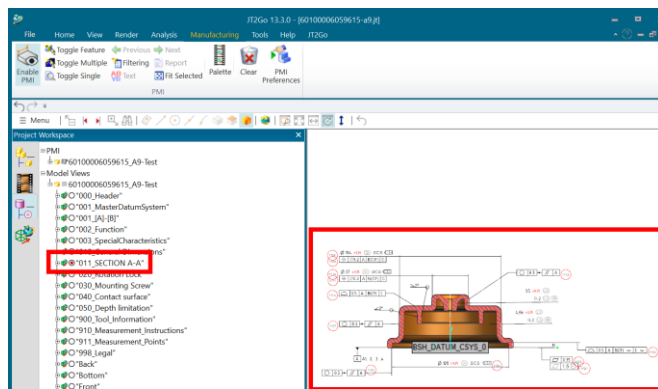 JT2Go 13.3.0 - [60100006059615-a9.jt]
File Home View Render Analysis Manufacturing Tools Help JT2Go
Enable PMI
Toggle Feature Previous Next
Toggle Multiple Filtering Report
Toggle Single Text Fit Selected
Palette Clear PMI Preferences
PMI
Menu
Project Workspace
PMI
60100006059615_A9-Test
Model Views
60100006059615_A9-Test
"000_Header"
"001_MasterDatumSystem"
"001_[A]-[B]"
"002_Function"
"003_SpecialCharacteristics"
"011_SECTION A-A"
"020_Rotation Lock"
"030_Mounting Screw"
"040_Contact surface"
"050_Depth limitation"
"900_Tool_Information"
"910_Measurement_Instructions"
"911_Measurement_Points"
"998_Legal"
"Back"
"Bottom"
"Front"
BSH_DATUM_CSYS_0